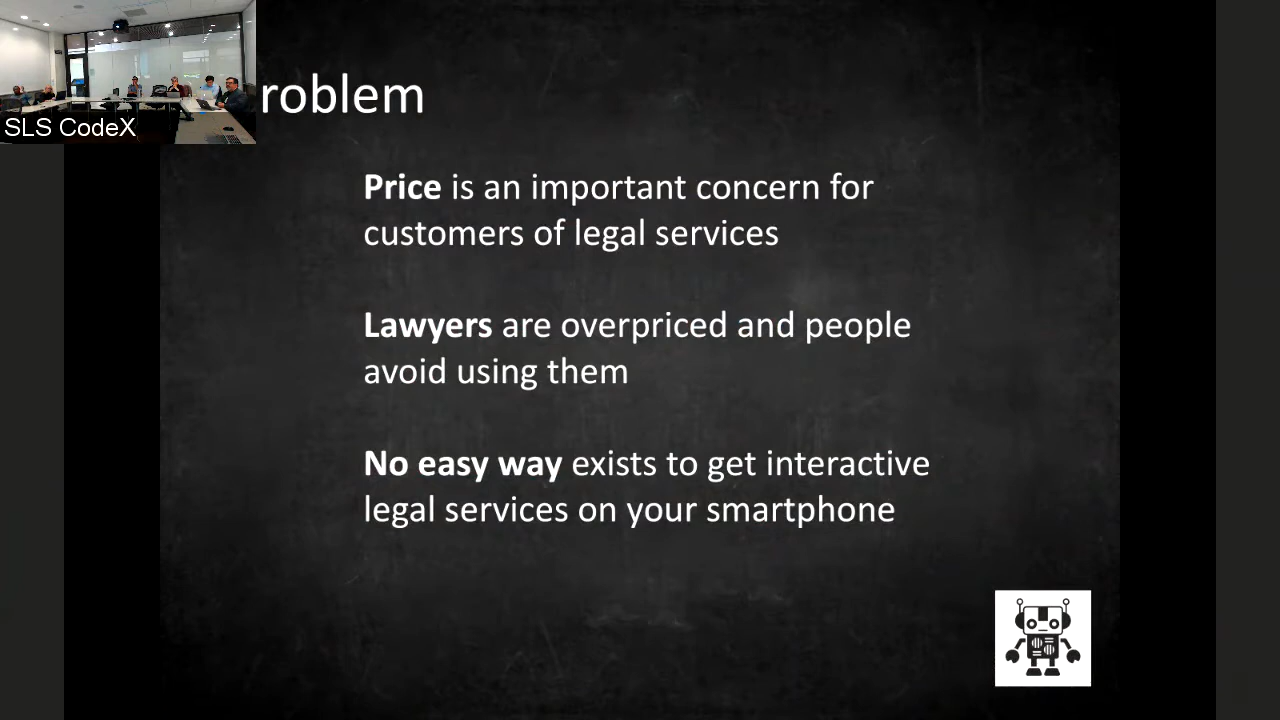 roblem
SLS CodeX
Price is an important concern for
customers of legal services
Lawyers are overpriced and people
avoid using them
No easy way exists to get interactive
legal services on your smartphone